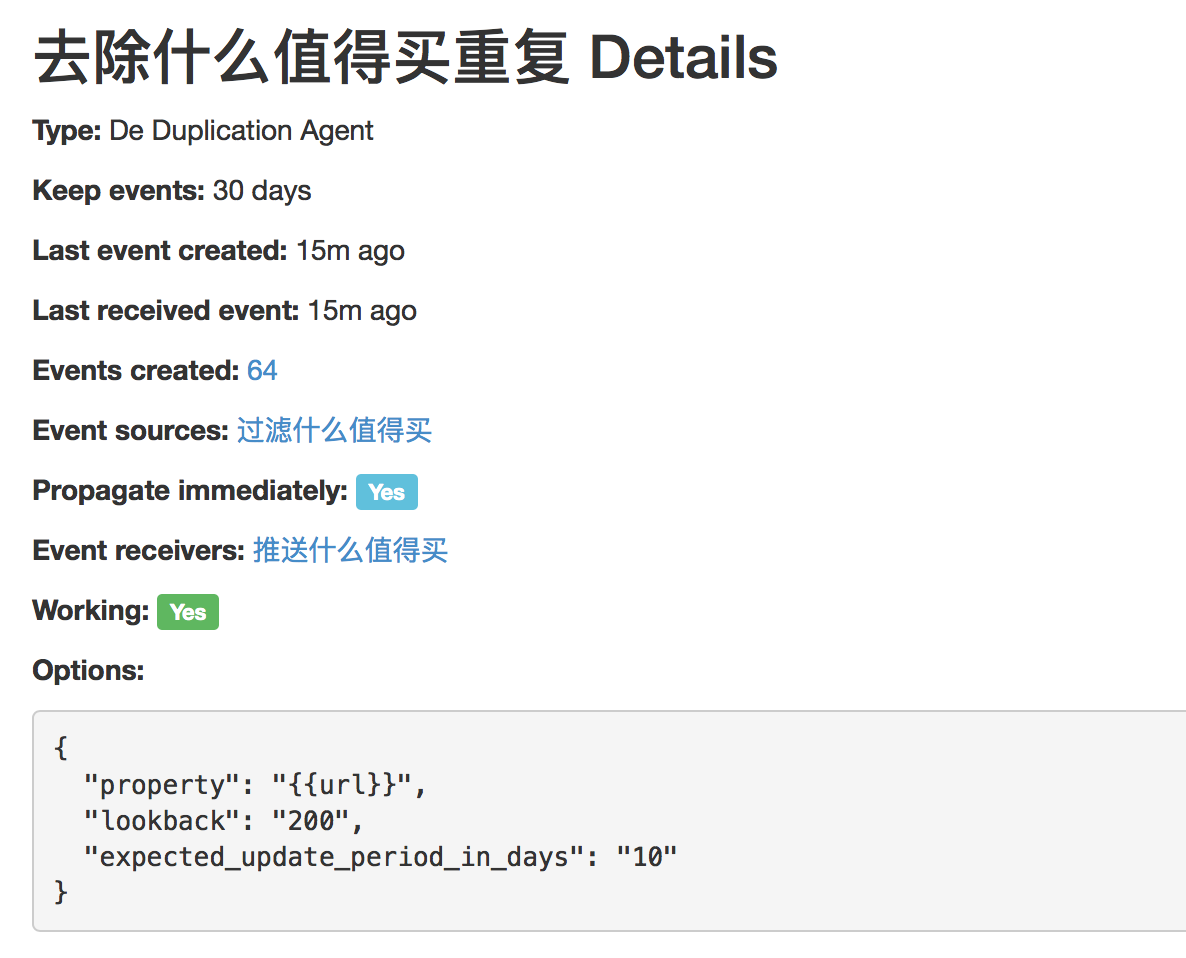 去除什么值得买重复 Details
Type: De Duplication Agent
Keep events: 30 days
Last event created: 15m ago
Last received event: 15m ago
Events created: 64
Event sources: 过滤什么值得买
Propagate immediately: Yes
Event receivers: 推送什么值得买
Working: Yes
Options:
{
  "property": "{{url}}",
  "lookback": "200",
  "expected_update_period_in_days": "10"
}